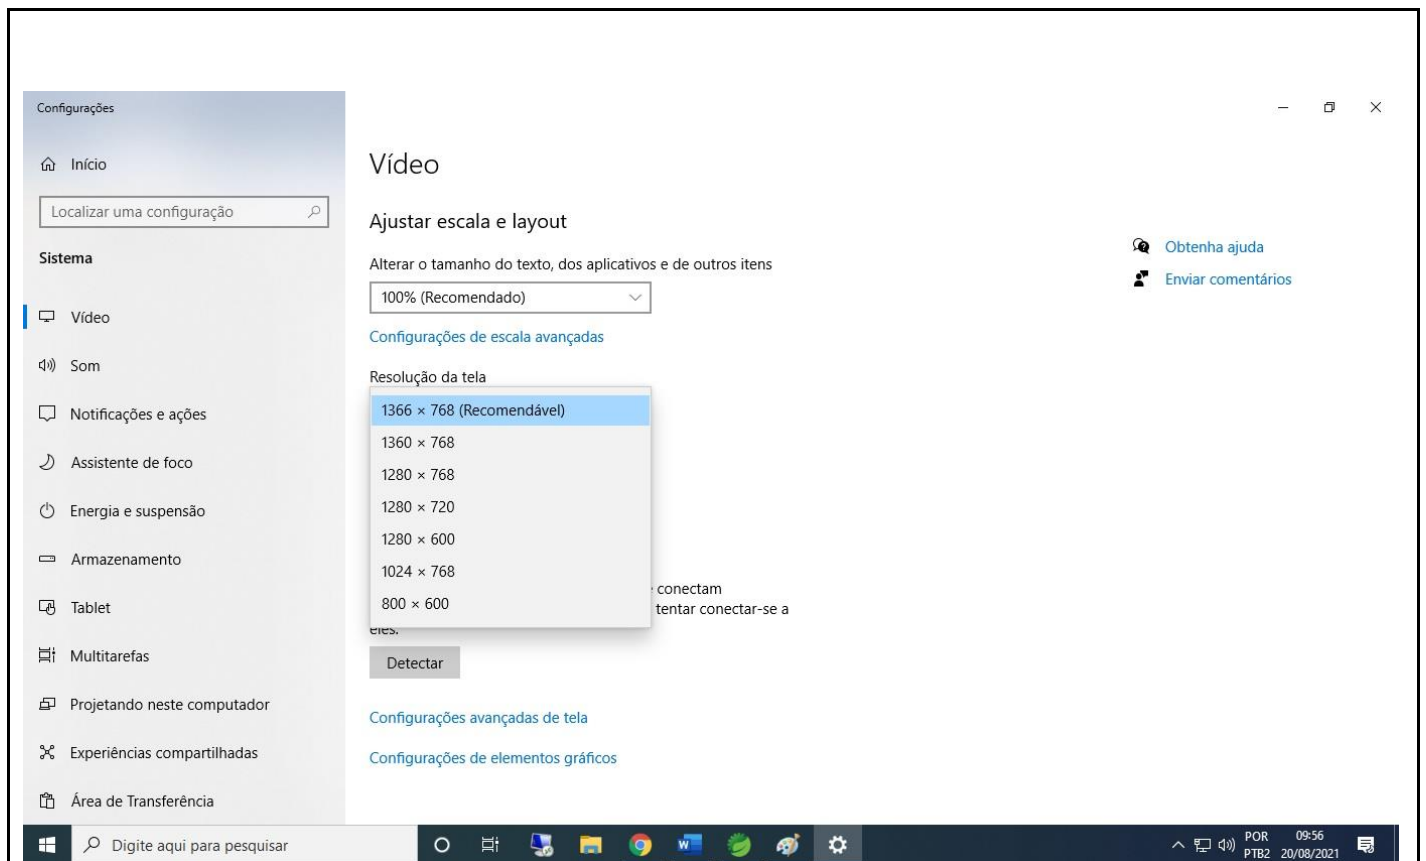 Configurações
Início
Localizar uma configuração
Sistema
Vídeo
Som
Notificações e ações
Assistente de foco
Energia e suspensão
Armazenamento
Tablet
Multitarefas
Projetando neste computador
Experiências compartilhadas
Área de Transferência
Vídeo
Ajustar escala e layout
Alterar o tamanho do texto, dos aplicativos e de outros itens
100% (Recomendado)
Configurações de escala avançadas
Resolução da tela
1366 × 768 (Recomendável)
1360 × 768
1280 × 768
1280 × 720
1280 × 600
1024 × 768
800 × 600
conectam
tentar conectar-se a
eles.
Detectar
Configurações avançadas de tela
Configurações de elementos gráficos
Obtenha ajuda
Enviar comentários
Digite aqui para pesquisar
POR 09:56
PTB2 20/08/2021